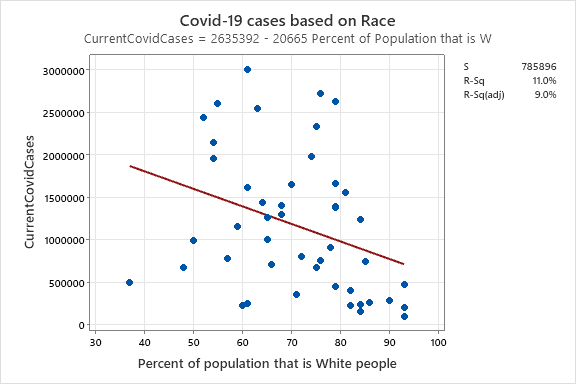 Covid-19 cases based on Race
CurrentCovidCases = 2635392 - 20665 Percent of Population that is W
S 785896
R-Sq 11.0%
R-Sq(adj) 9.0%
CurrentCovidCases
3000000
2500000
2000000
1500000
1000000
500000
0
30 40 50 60 70 80 90 100
Percent of population that is White people